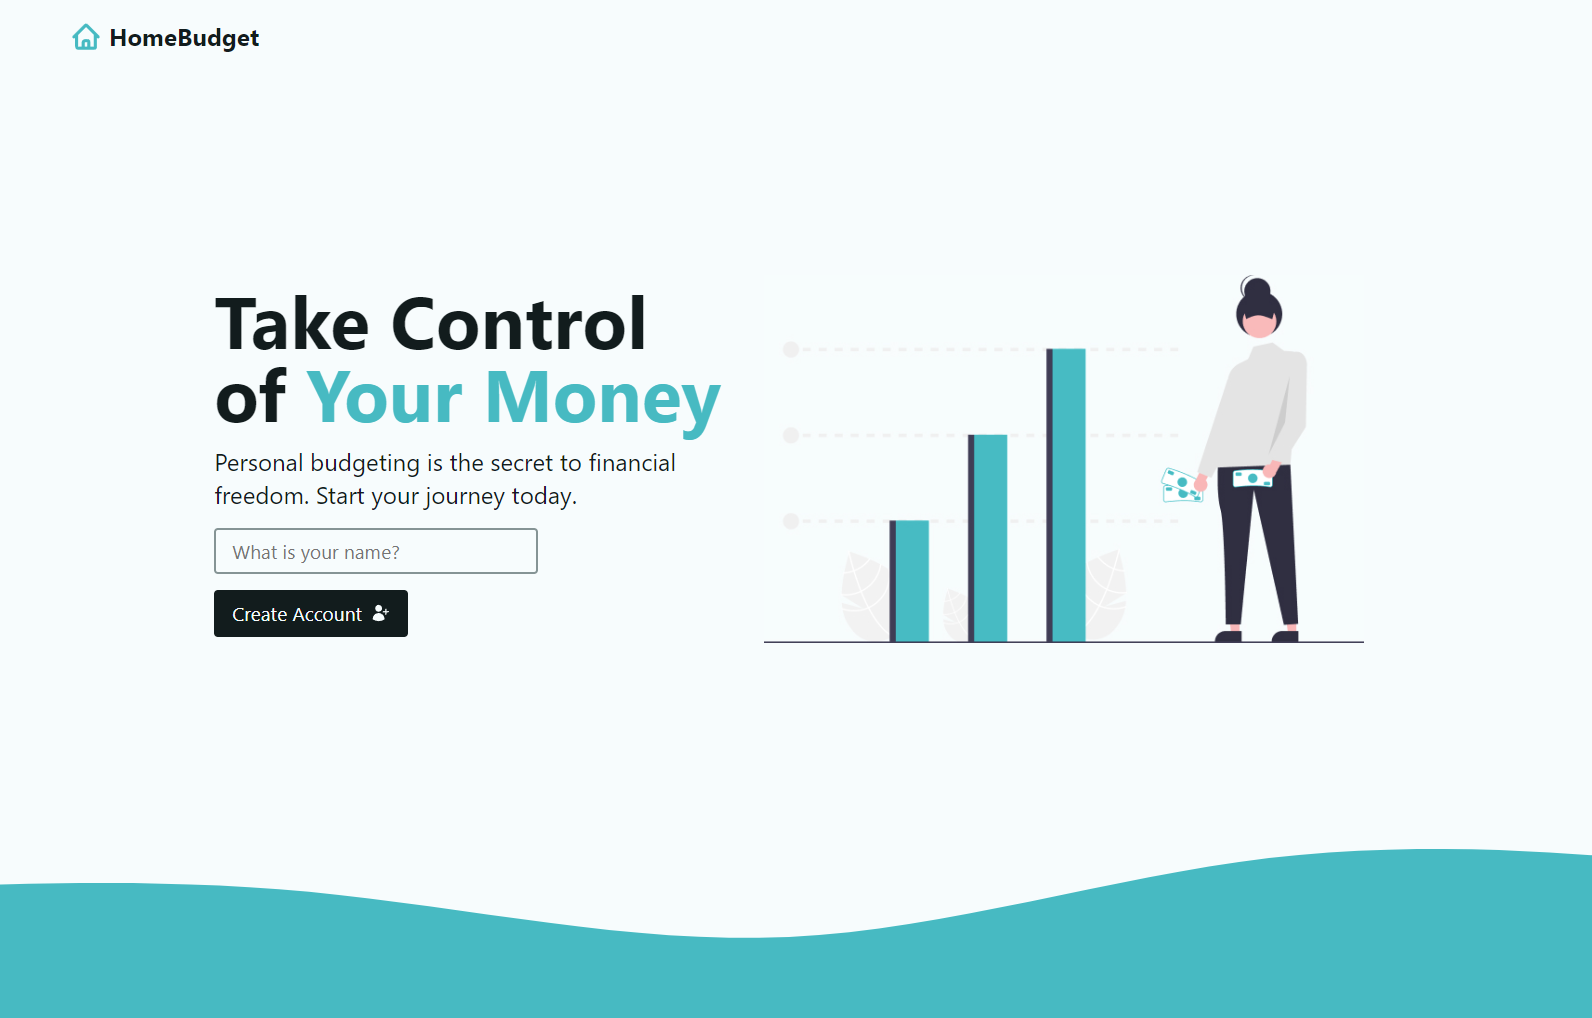 HomeBudget
Take Control
of Your Money
Personal budgeting is the secret to financial
freedom. Start your journey today.
What is your name?
Create Account